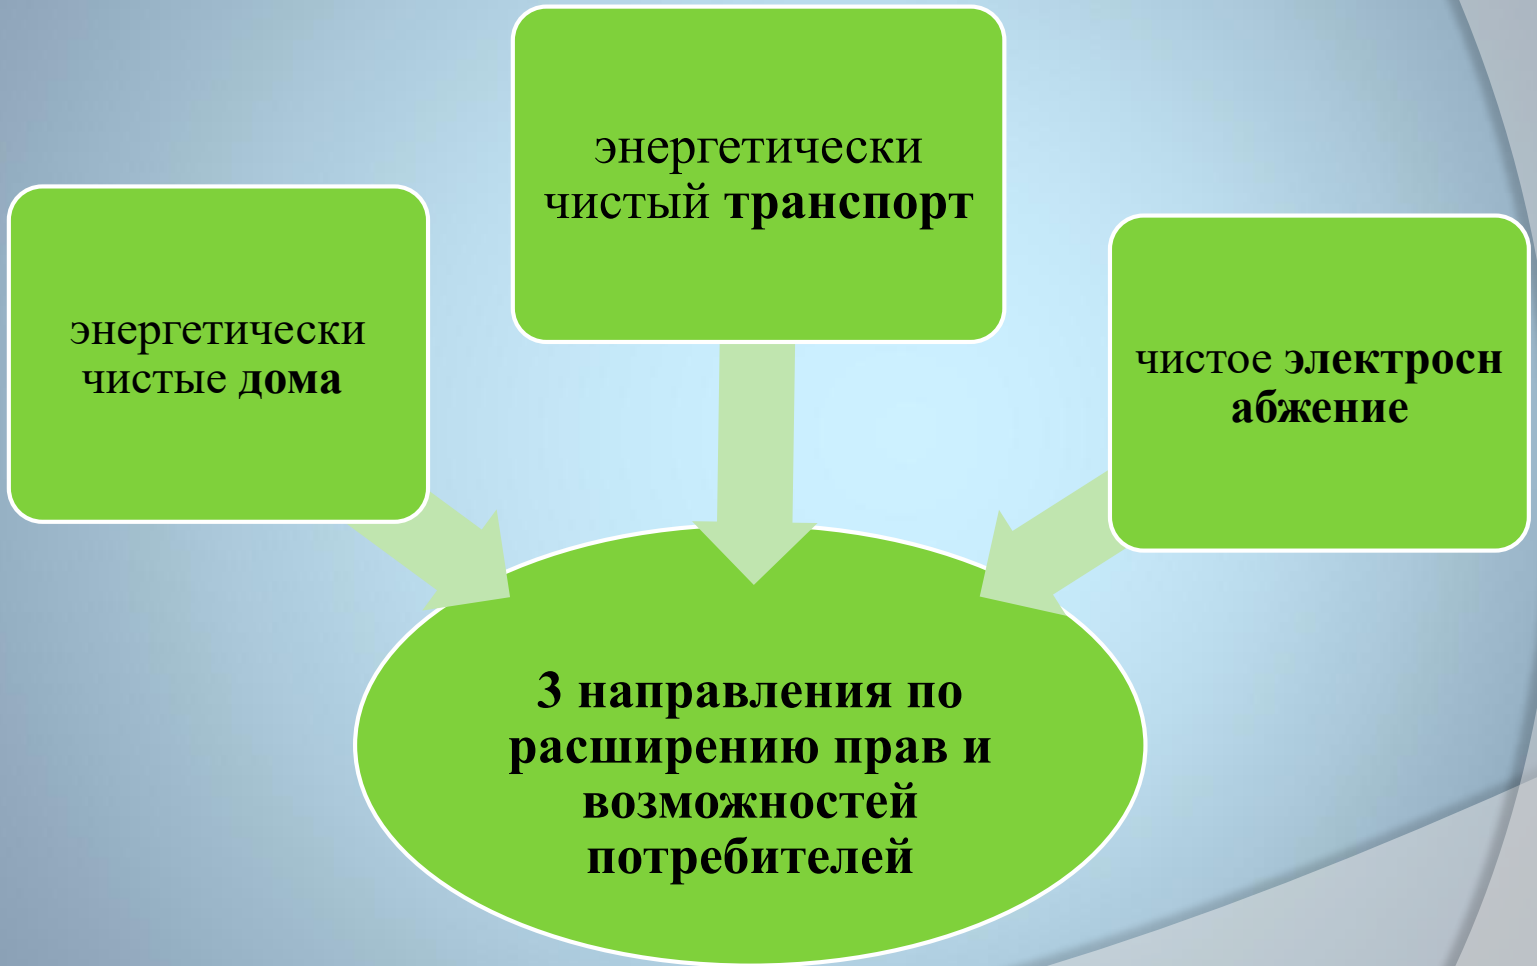 энергетически
чистые дома
энергетически
чистый транспорт
чистое электросн
абжение
3 направления по
расширению прав и
возможностей
потребителей